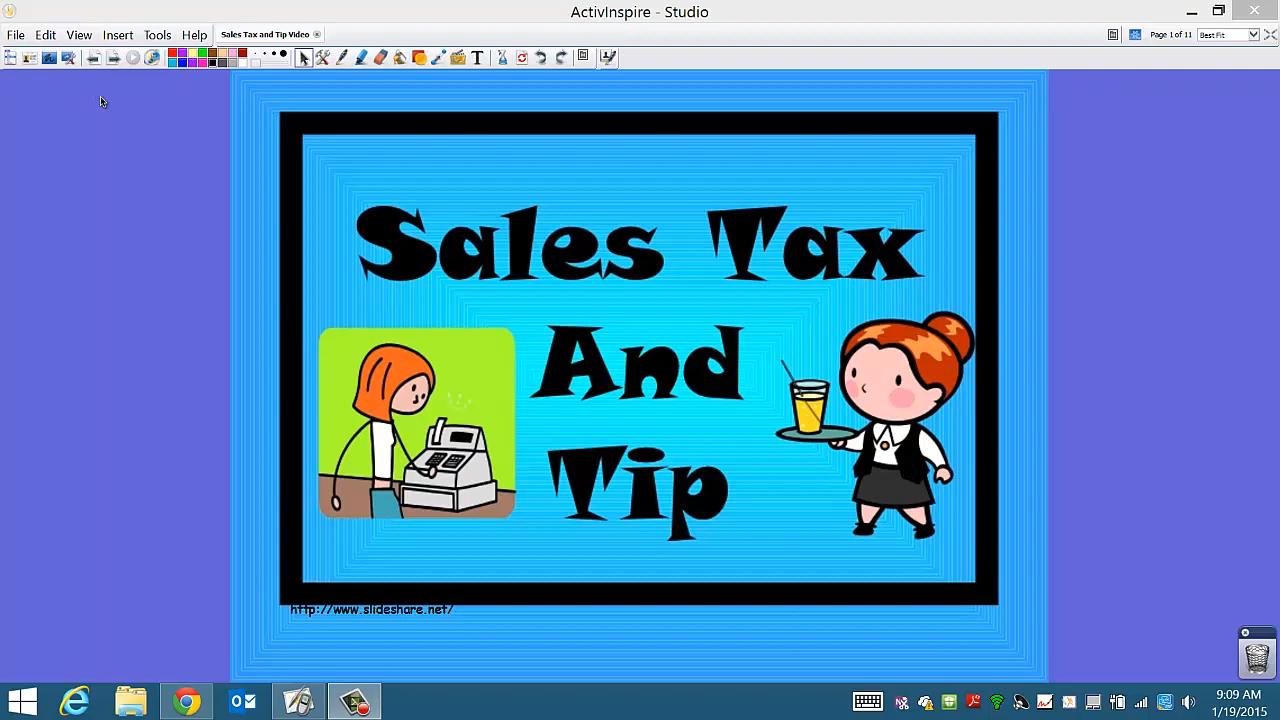 ActivInspire - Studio
File Edit View Insert Tools Help Sales Tax and Tip Video Page 1 of 11 Best Fit
Sales Tax
And
Tip
http://www.slideshare.net/
9:09 AM
1/19/2015